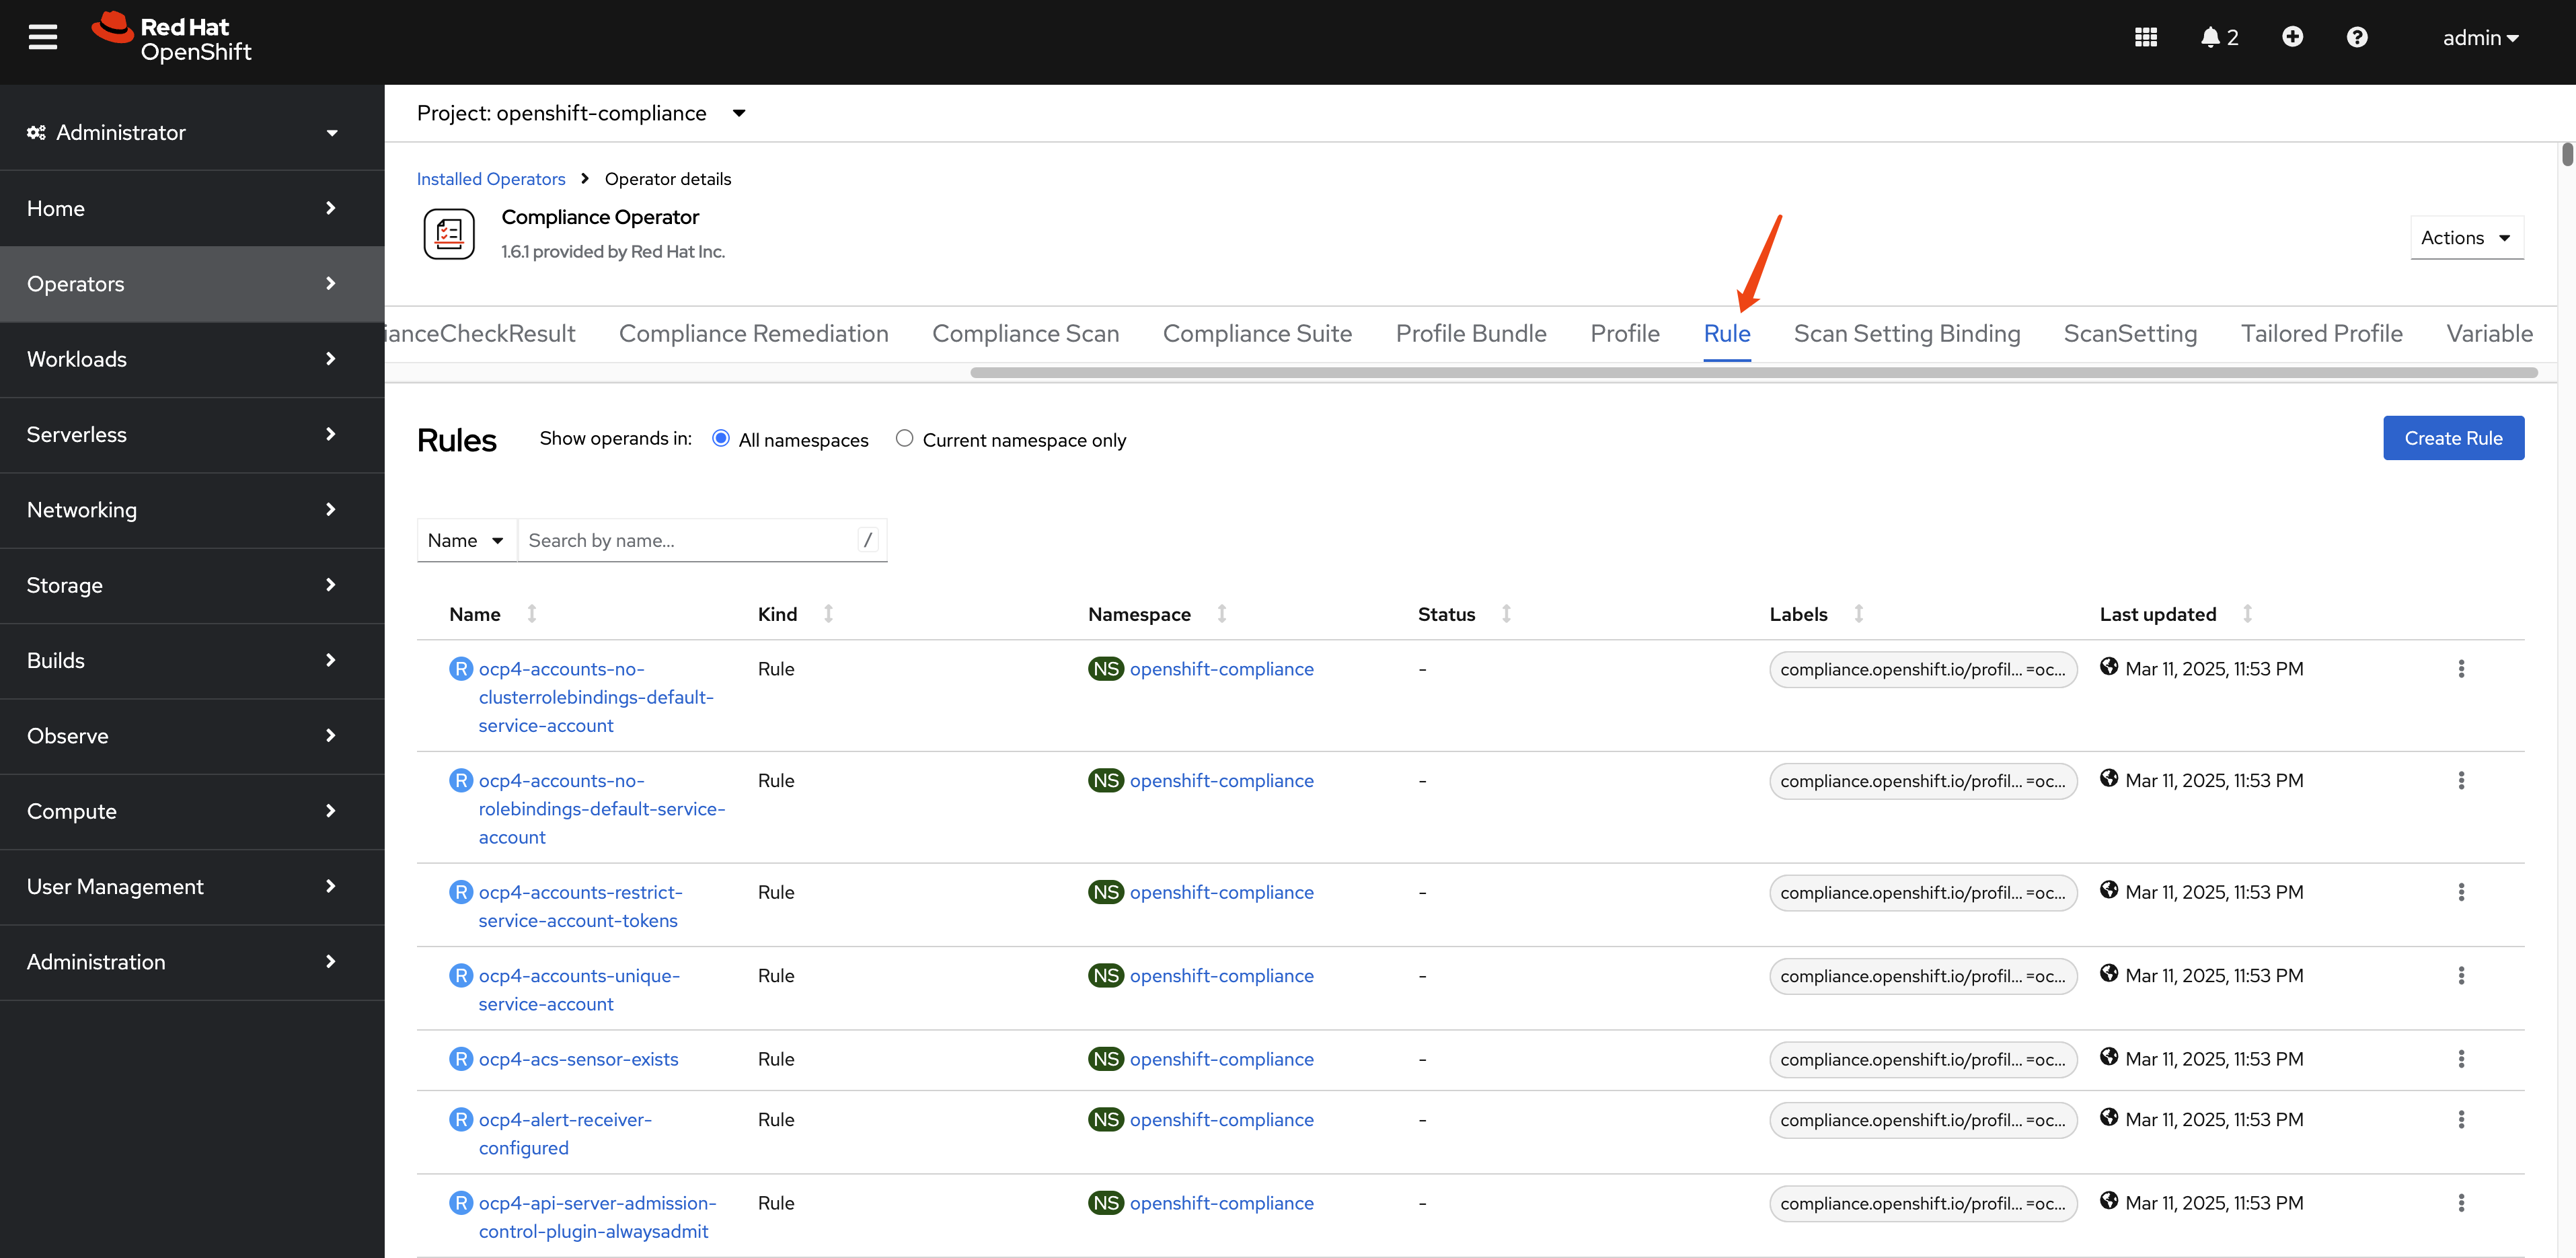 Red Hat
OpenShift
2
admin
Administrator
Home
Operators
Workloads
Serverless
Networking
Storage
Builds
Observe
Compute
User Management
Administration
Project: openshift-compliance
Installed Operators > Operator details
Compliance Operator
1.6.1 provided by Red Hat Inc.
Actions
ianceCheckResult Compliance Remediation Compliance Scan Compliance Suite Profile Bundle Profile Rule Scan Setting Binding ScanSetting Tailored Profile Variable
Rules Show operands in: All namespaces Current namespace only Create Rule
Name Search by name... /
Name Kind Namespace Status Labels Last updated
R ocp4-accounts-no- Rule NS openshift-compliance - compliance.openshift.io/profil... =oc... Mar 11, 2025, 11:53 PM
clusterrolebindings-default-
service-account
R ocp4-accounts-no- Rule NS openshift-compliance - compliance.openshift.io/profil... =oc... Mar 11, 2025, 11:53 PM
rolebindings-default-service-
account
R ocp4-accounts-restrict- Rule NS openshift-compliance - compliance.openshift.io/profil... =oc... Mar 11, 2025, 11:53 PM
service-account-tokens
R ocp4-accounts-unique- Rule NS openshift-compliance - compliance.openshift.io/profil... =oc... Mar 11, 2025, 11:53 PM
service-account
R ocp4-acs-sensor-exists Rule NS openshift-compliance - compliance.openshift.io/profil... =oc... Mar 11, 2025, 11:53 PM
R ocp4-alert-receiver- Rule NS openshift-compliance - compliance.openshift.io/profil... =oc... Mar 11, 2025, 11:53 PM
configured
R ocp4-api-server-admission- Rule NS openshift-compliance - compliance.openshift.io/profil... =oc... Mar 11, 2025, 11:53 PM
control-plugin-alwaysadmit